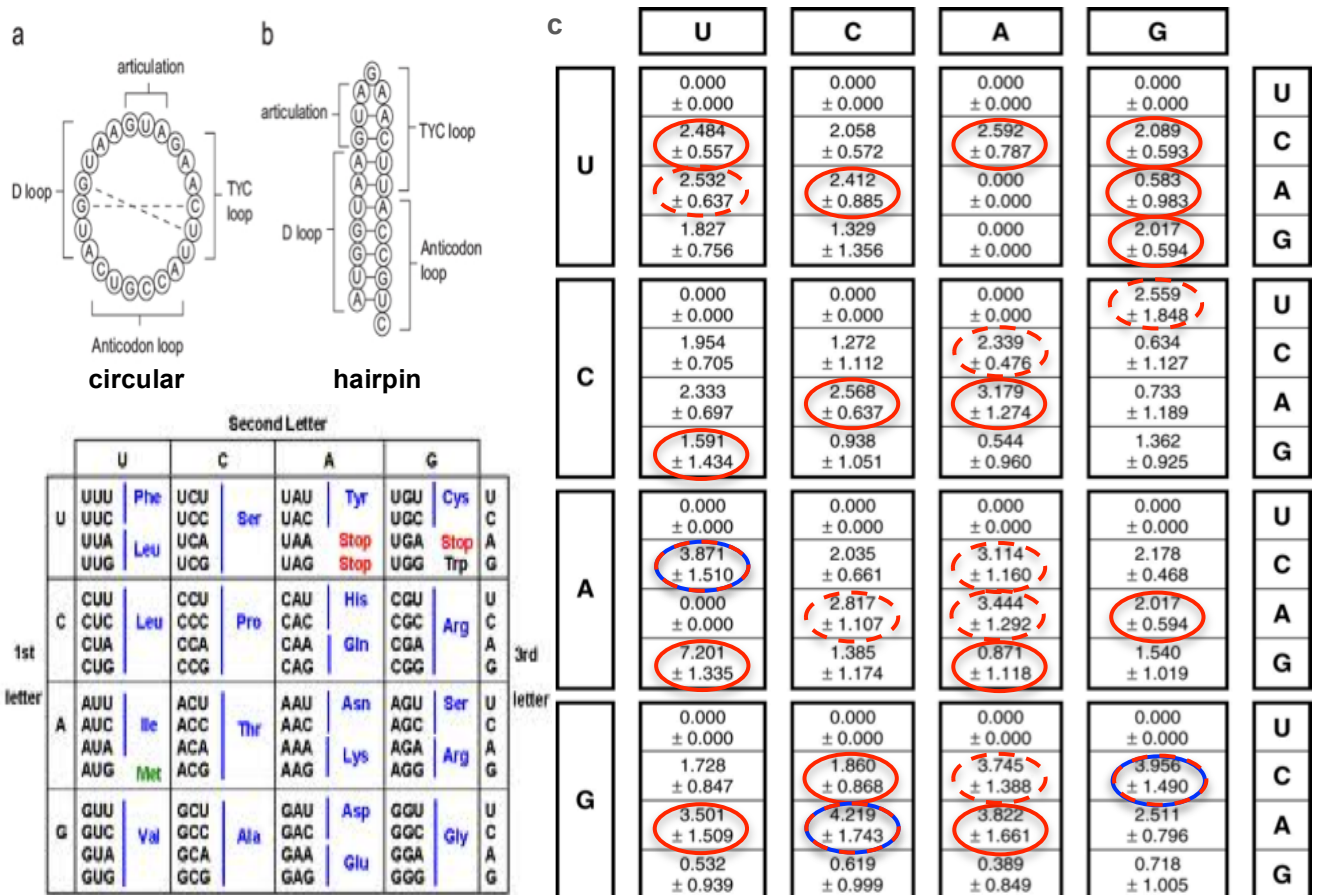 a
articulation
D loop
TYC
loop
Anticodon loop
U A A G U A G A A C U U A C C G U C A U G G
circular
b
articulation
TYC loop
D loop
Anticodon
loop
G
A A
U A
G C
A U
A U
U A
G C
G C
U G
A U
C
hairpin
Second Letter
U C A G
1st
letter
3rd
letter
U
UUU Phe UCU Ser UAU Tyr UGU Cys U
UUC UCC UAC UGC C
UUA Leu UCA UAA Stop UGA Stop A
UUG UCG UAG Stop UGG Trp G
C
CUU Leu CCU Pro CAU His CGU Arg U
CUC CCC CAC CGC C
CUA CCA CAA Gln CGA A
CUG CCG CAG CGG G
A
AUU Ile ACU Thr AAU Asn AGU Ser U
AUC ACC AAC AGC C
AUA ACA AAA Lys AGA Arg A
AUG Met ACG AAG AGG G
G
GUU Val GCU Ala GAU Asp GGU Gly U
GUC GCC GAC GGC C
GUA GCA GAA Glu GGA A
GUG GCG GAG GGG G
c
U C A G
U
0.000 0.000 0.000 0.000 U
± 0.000 ± 0.000 ± 0.000 ± 0.000
2.484 2.058 2.592 2.089 C
± 0.557 ± 0.572 ± 0.787 ± 0.593
2.532 2.412 0.000 0.583 A
± 0.637 ± 0.885 ± 0.000 ± 0.983
1.827 1.329 0.000 2.017 G
± 0.756 ± 1.356 ± 0.000 ± 0.594
C
0.000 0.000 0.000 2.559 U
± 0.000 ± 0.000 ± 0.000 ± 1.848
1.954 1.272 2.339 0.634 C
± 0.705 ± 1.112 ± 0.476 ± 1.127
2.333 2.568 3.179 0.733 A
± 0.697 ± 0.637 ± 1.274 ± 1.189
1.591 0.938 0.544 1.362 G
± 1.434 ± 1.051 ± 0.960 ± 0.925
A
0.000 0.000 0.000 0.000 U
± 0.000 ± 0.000 ± 0.000 ± 0.000
3.871 2.035 3.114 2.178 C
± 1.510 ± 0.661 ± 1.160 ± 0.468
0.000 2.817 3.444 2.017 A
± 0.000 ± 1.107 ± 1.292 ± 0.594
7.201 1.385 0.871 1.540 G
± 1.335 ± 1.174 ± 1.118 ± 1.019
G
0.000 0.000 0.000 0.000 U
± 0.000 ± 0.000 ± 0.000 ± 0.000
1.728 1.860 3.745 3.956 C
± 0.847 ± 0.868 ± 1.388 ± 1.490
3.501 4.219 3.822 2.511 A
± 1.509 ± 1.743 ± 1.661 ± 0.796
0.532 0.619 0.389 0.718 G
± 0.939 ± 0.999 ± 0.849 ± 1.005